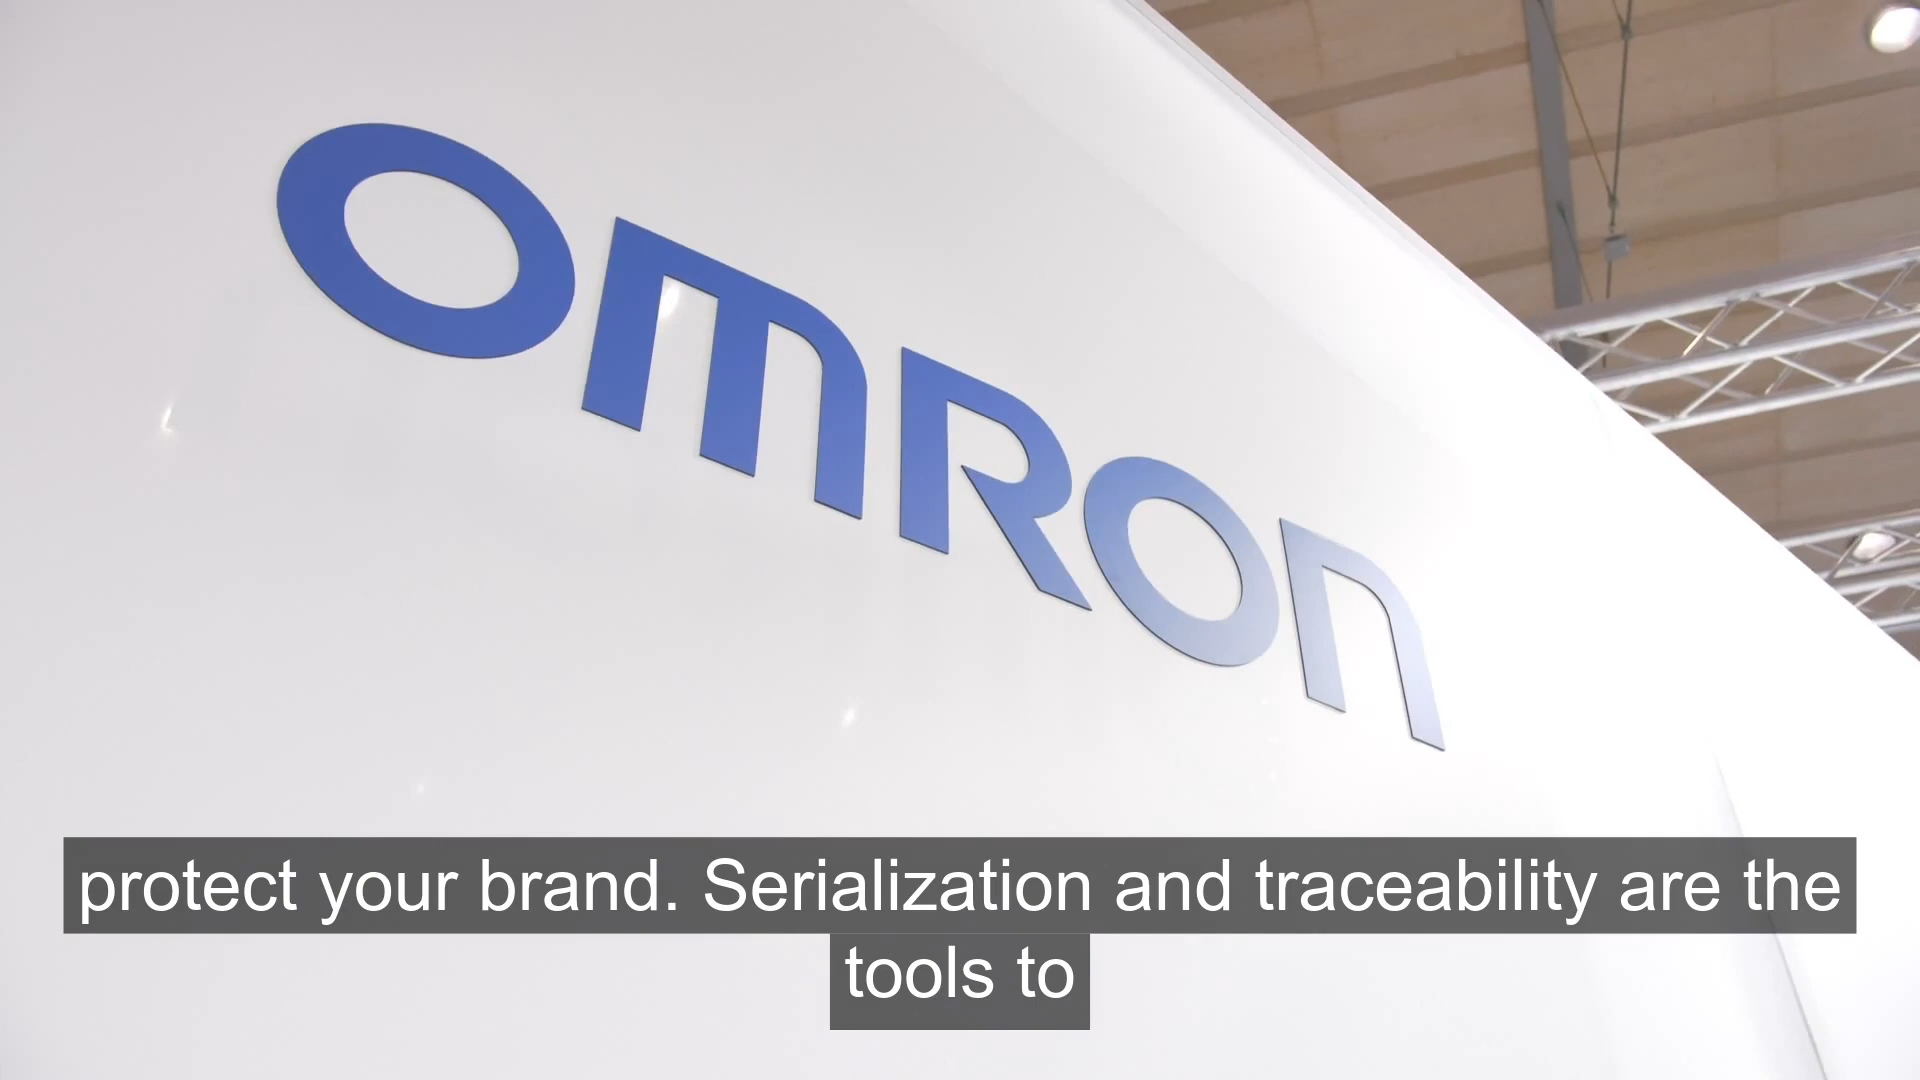 OMRON
protect your brand. Serialization and traceability are the
tools to